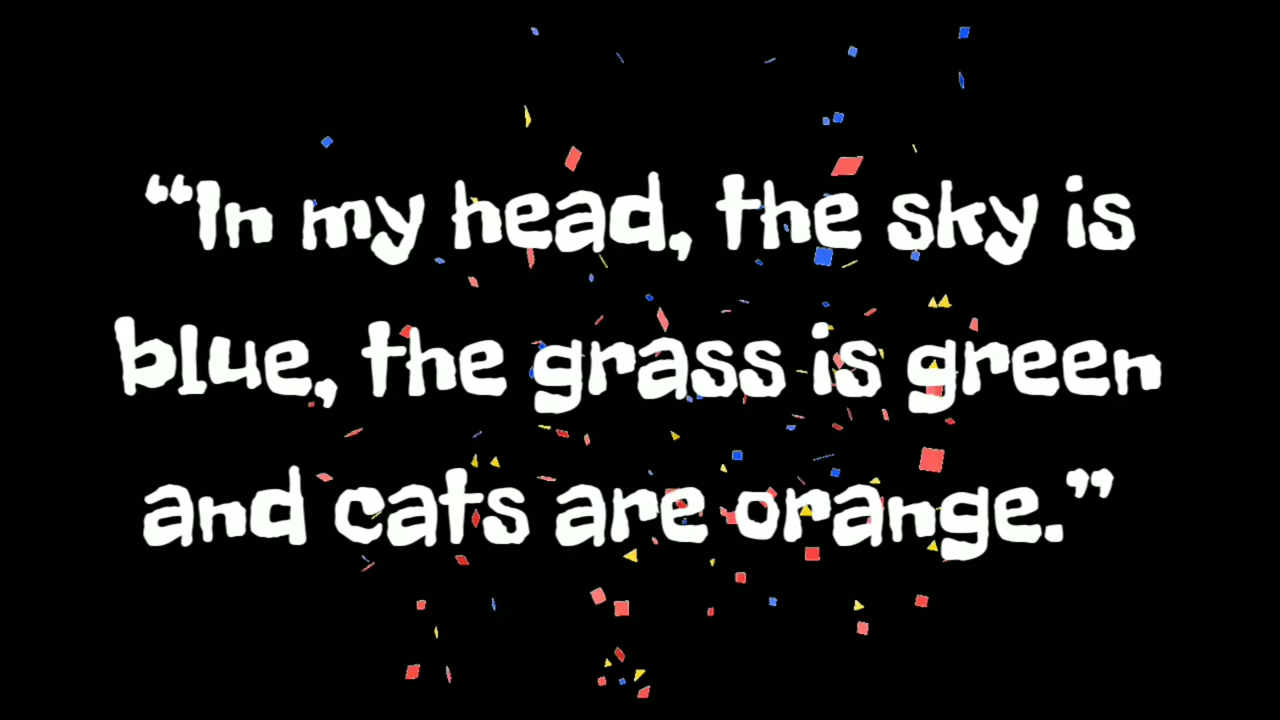 “In my head, the sky is
blue, the grass is green
and cats are orange.”